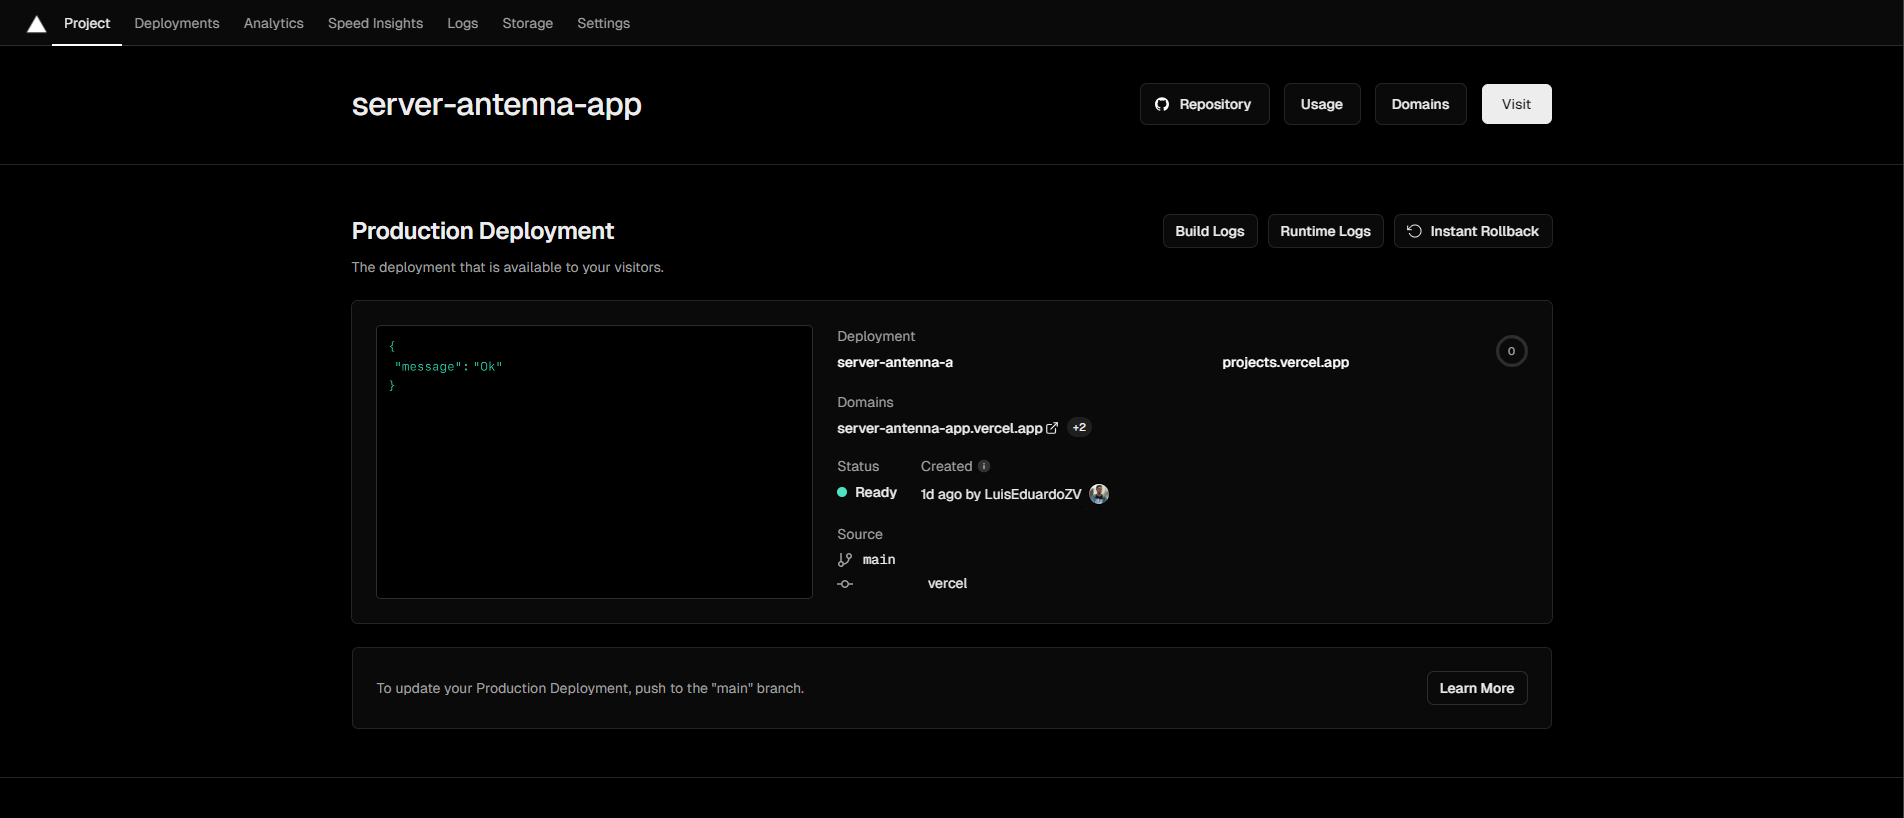 Project Deployments Analytics Speed Insights Logs Storage Settings
server-antenna-app
Repository Usage Domains Visit
Production Deployment
Build Logs Runtime Logs Instant Rollback
The deployment that is available to your visitors.
{
"message": "Ok"
}
Deployment
server-antenna-a projects.vercel.app
0
Domains
server-antenna-app.vercel.app +2
Status Created
Ready 1d ago by LuisEduardoZV
Source
main
vercel
To update your Production Deployment, push to the "main" branch.
Learn More